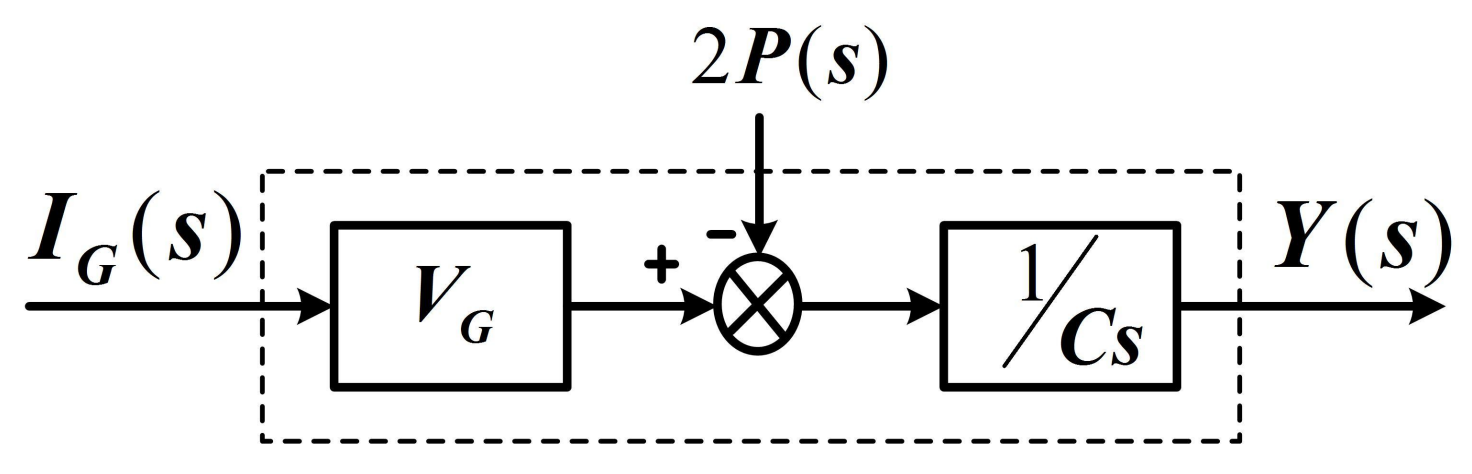 2P(s)
I_G(s)
V_G
+
-
1/Cs
Y(s)